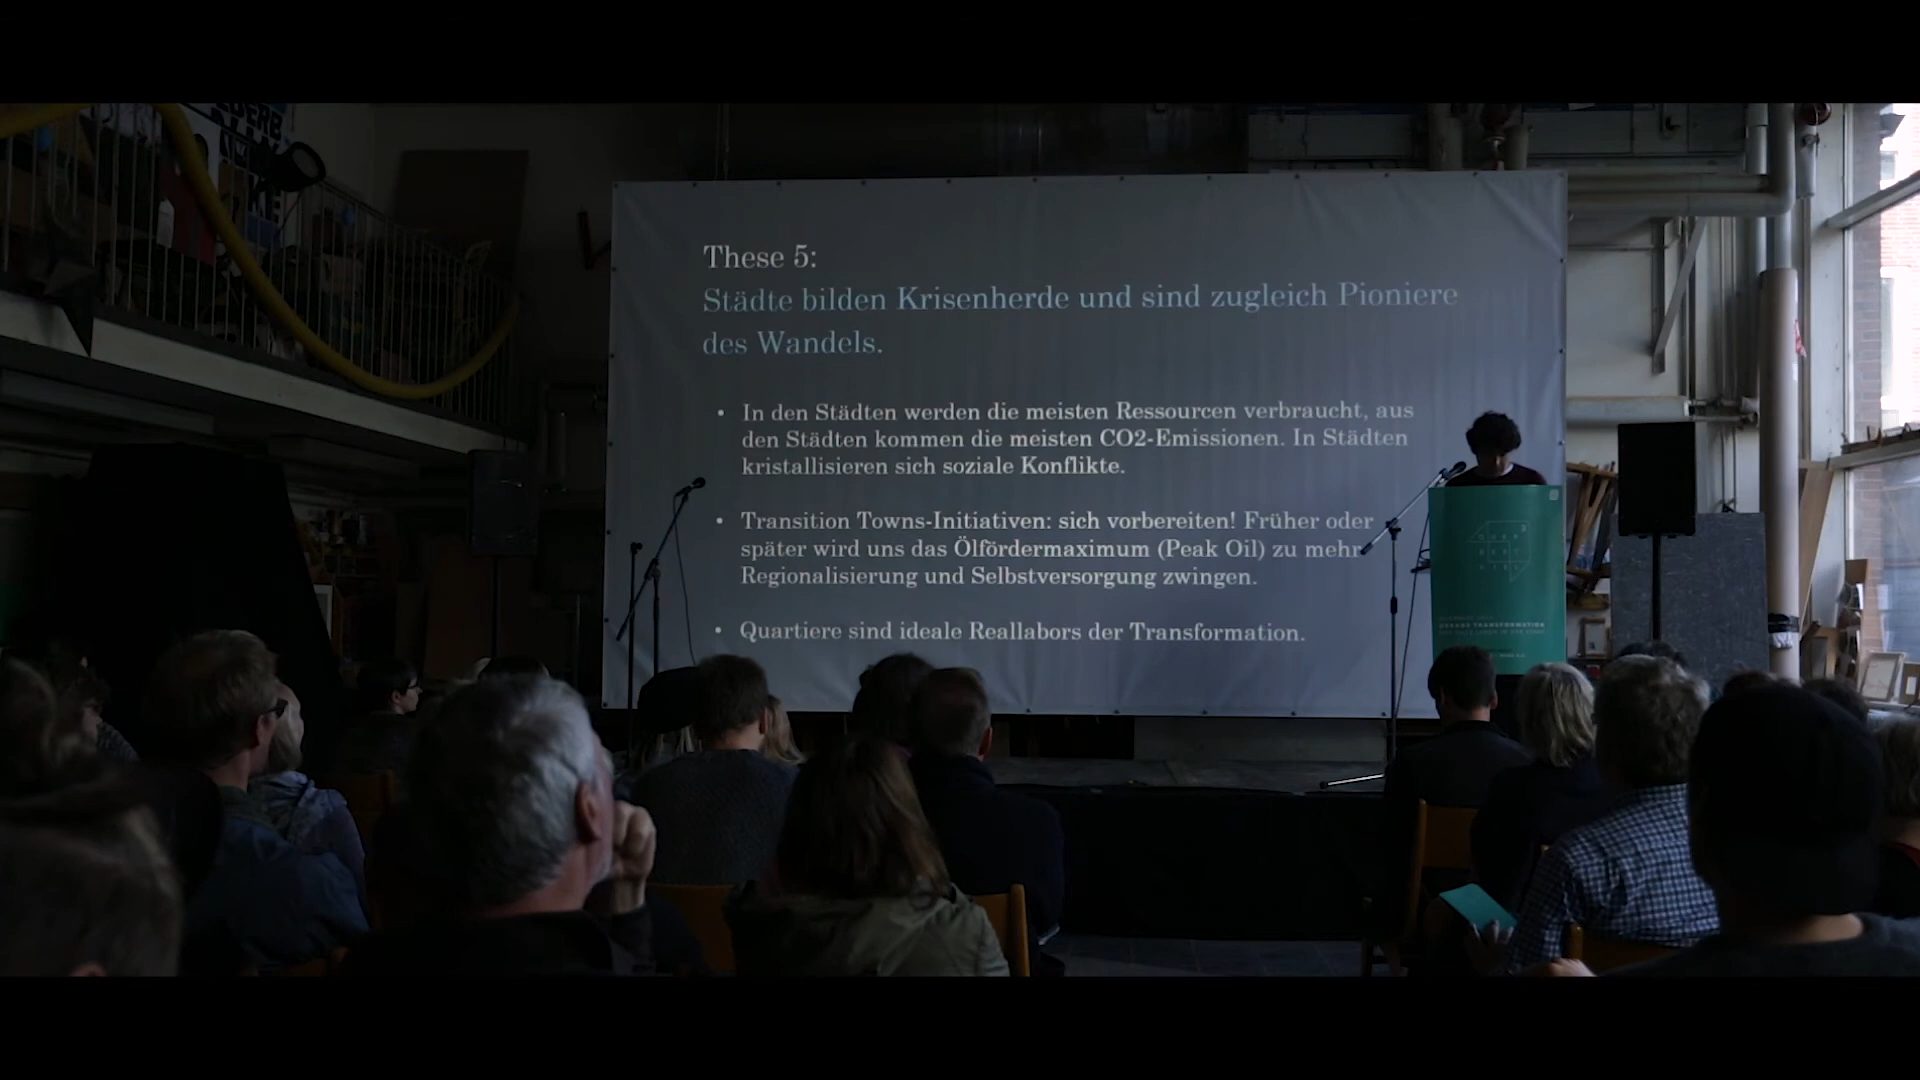 These 5:
Städte bilden Krisenherde und sind zugleich Pioniere
des Wandels.
• In den Städten werden die meisten Ressourcen verbraucht, aus
den Städten kommen die meisten CO2-Emissionen. In Städten
kristallisieren sich soziale Konflikte.
• Transition Towns-Initiativen: sich vorbereiten! Früher oder
später wird uns das Ölfördermaximum (Peak Oil) zu mehr
Regionalisierung und Selbstversorgung zwingen.
• Quartiere sind ideale Reallabors der Transformation.
URBANE TRANSFORMATION